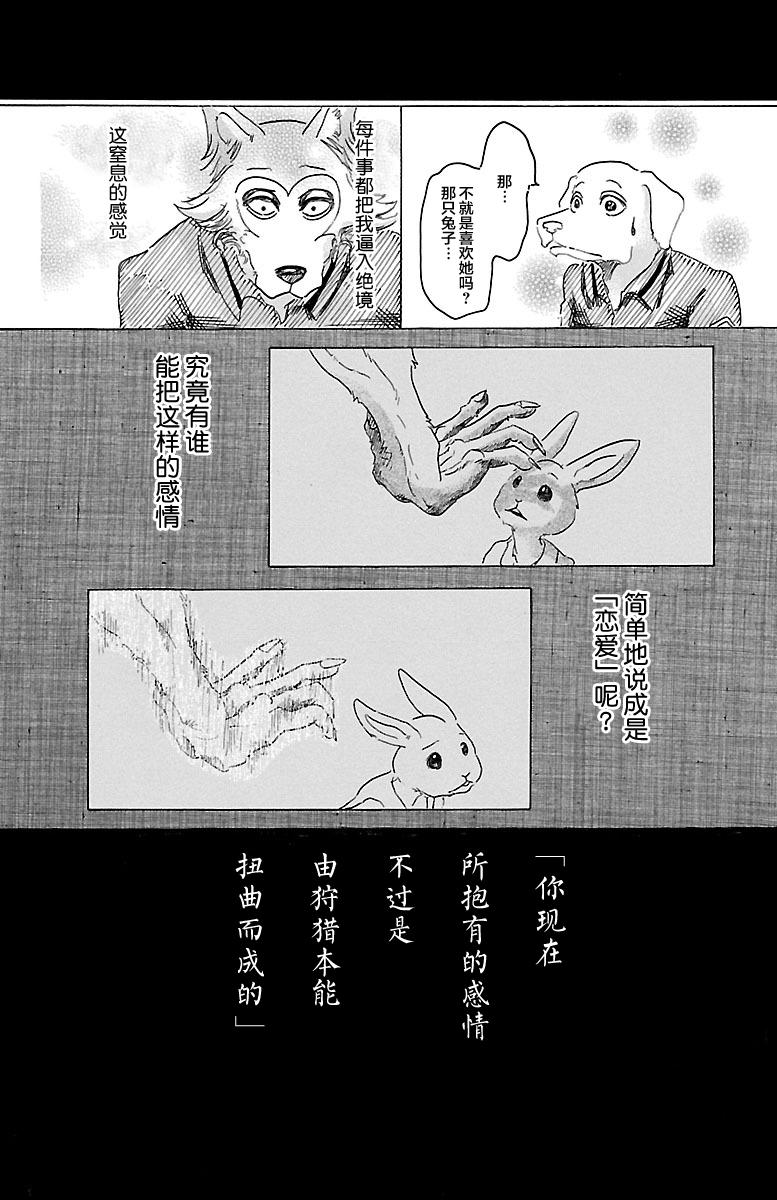 那…
不就是喜欢她吗？
那只兔子…
每件事都把我逼入绝境
这窒息的感觉
究竟有谁
能把这样的感情
简单地说成是
「恋爱」呢？
「你现在
所抱有的感情
不过是
由狩猎本能
扭曲而成的」